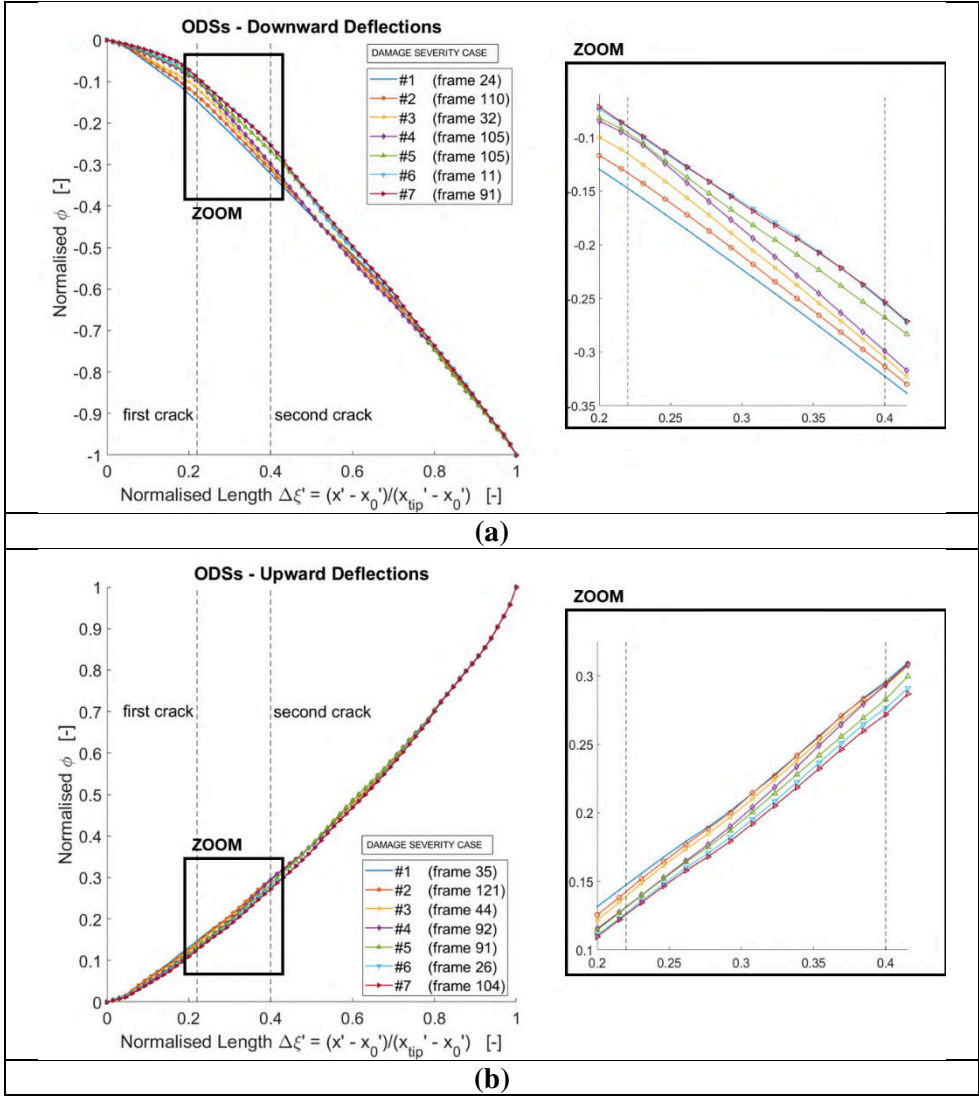 ODSs - Downward Deflections
Normalised ϕ [-]
0
-0.1
-0.2
-0.3
-0.4
-0.5
-0.6
-0.7
-0.8
-0.9
-1
DAMAGE SEVERITY CASE
#1 (frame 24)
#2 (frame 110)
#3 (frame 32)
#4 (frame 105)
#5 (frame 105)
#6 (frame 11)
#7 (frame 91)
ZOOM
first crack
second crack
0 0.2 0.4 0.6 0.8 1
Normalised Length Δξ' = (x' - x0')/(xtip' - x0') [-]
ZOOM
-0.1
-0.15
-0.2
-0.25
-0.3
-0.35
0.2 0.25 0.3 0.35 0.4
(a)
ODSs - Upward Deflections
Normalised ϕ [-]
1
0.9
0.8
0.7
0.6
0.5
0.4
0.3
0.2
0.1
0
first crack
second crack
ZOOM
DAMAGE SEVERITY CASE
#1 (frame 35)
#2 (frame 121)
#3 (frame 44)
#4 (frame 92)
#5 (frame 91)
#6 (frame 26)
#7 (frame 104)
0 0.2 0.4 0.6 0.8 1
Normalised Length Δξ' = (x' - x0')/(xtip' - x0') [-]
ZOOM
0.3
0.25
0.2
0.15
0.1
0.2 0.25 0.3 0.35 0.4
(b)